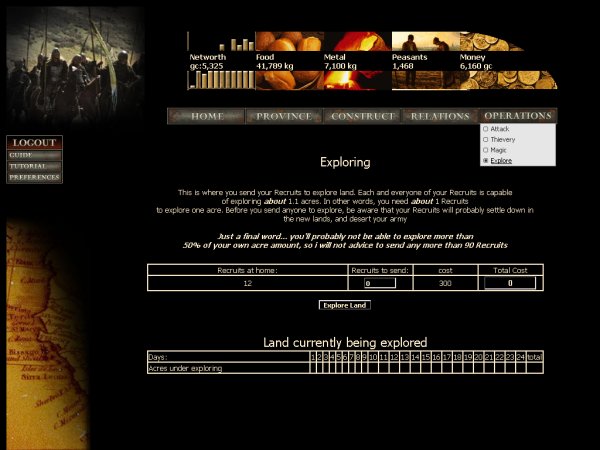 Networth
gc:5,325
Food
41,789 kg
Metal
7,100 kg
Peasants
1,468
Money
6,160 gc
HOME
PROVINCE
CONSTRUCT
RELATIONS
OPERATIONS
Attack
Thievery
Magic
Explore
LOGOUT
GUIDE
TUTORIAL
PREFERENCES
Exploring
This is where you send your Recruits to explore land. Each and everyone of your Recruits is capable
of exploring about 1.1 acres. In other words, you need about 1 Recruits
to explore one acre. Before you send anyone to explore, be aware that your Recruits will probably settle down in
the new lands, and desert your army
Just a final word... you'll probably not be able to explore more than
50% of your own acre amount, so i will not advice to send any more than 90 Recruits
Recruits at home: Recruits to send: cost Total Cost
12 0 300 0
Explore Land
Land currently being explored
Days: 1 2 3 4 5 6 7 8 9 10 11 12 13 14 15 16 17 18 19 20 21 22 23 24 total
Acres under exploring